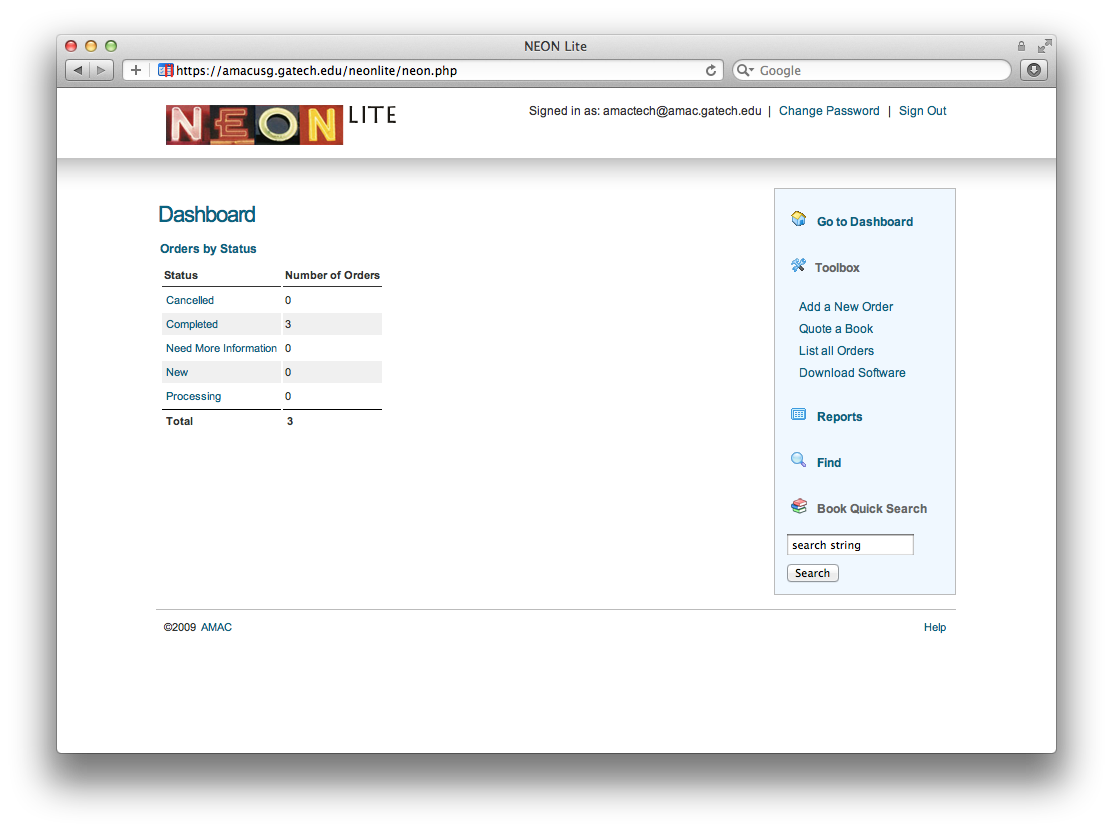 NEON Lite
https://amacusg.gatech.edu/neonlite/neon.php
Google
NEON LITE
Signed in as: amactech@amac.gatech.edu | Change Password | Sign Out
Dashboard
Orders by Status
Status Number of Orders
Cancelled 0
Completed 3
Need More Information 0
New 0
Processing 0
Total 3
Go to Dashboard
Toolbox
Add a New Order
Quote a Book
List all Orders
Download Software
Reports
Find
Book Quick Search
search string
Search
©2009 AMAC
Help